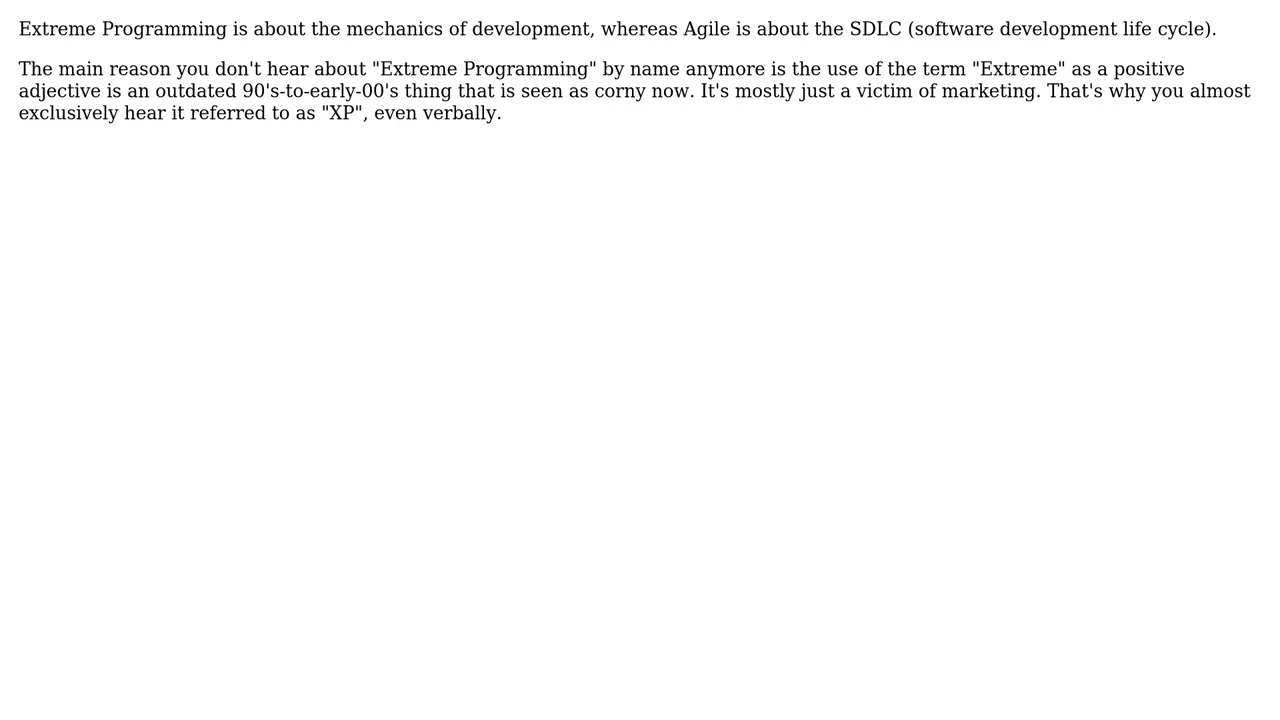 Extreme Programming is about the mechanics of development, whereas Agile is about the SDLC (software development life cycle).
The main reason you don't hear about "Extreme Programming" by name anymore is the use of the term "Extreme" as a positive
adjective is an outdated 90's-to-early-00's thing that is seen as corny now. It's mostly just a victim of marketing. That's why you almost
exclusively hear it referred to as "XP", even verbally.